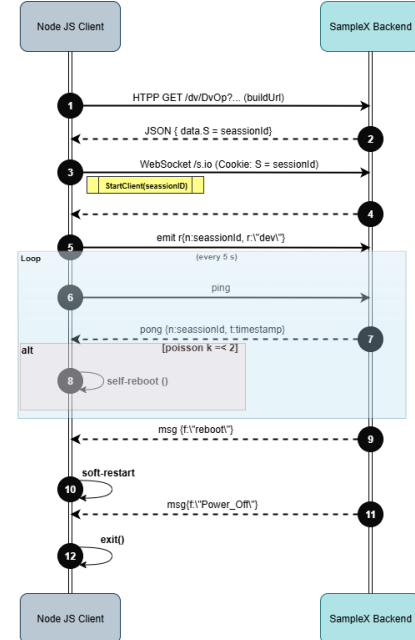 Node JS Client
SampleX Backend
HTPP GET /dv/DvOp?... (buildUrl)
1
JSON { data.S = seassionId}
2
WebSocket /s.io (Cookie: S = sessionId)
3
StartClient(seassionID)
4
emit r{n:seassionId, r:\"dev\"}
5
Loop
(every 5 s)
ping
6
pong {n:seassionId, t:timestamp}
7
alt
[poisson k =< 2]
8
self-reboot ()
msg {f:\"reboot\"}
9
soft-restart
10
msg{f:\"Power_Off\"}
11
exit()
12
Node JS Client
SampleX Backend